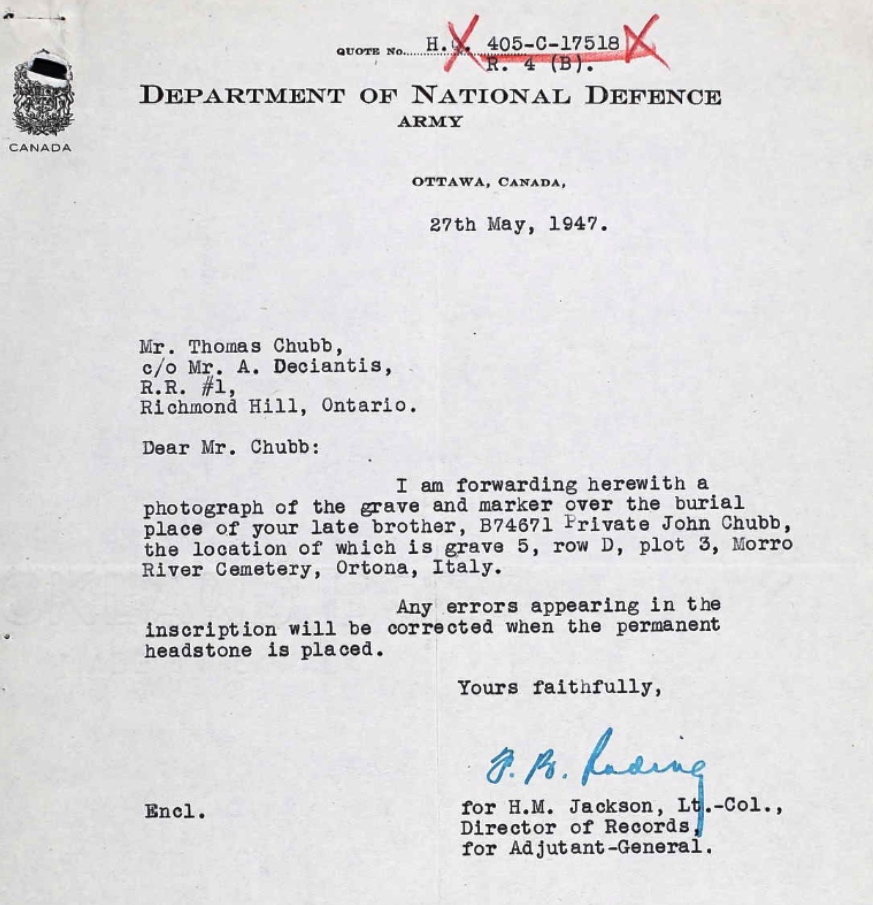 QUOTE NO. H. 405-C-17518
R. 4 (B).
DEPARTMENT OF NATIONAL DEFENCE
ARMY
CANADA
OTTAWA, CANADA,
27th May, 1947.
Mr. Thomas Chubb,
c/o Mr. A. Deciantis,
R.R. #1,
Richmond Hill, Ontario.
Dear Mr. Chubb:
I am forwarding herewith a
photograph of the grave and marker over the burial
place of your late brother, B74671 Private John Chubb,
the location of which is grave 5, row D, plot 3, Morro
River Cemetery, Ortona, Italy.
Any errors appearing in the
inscription will be corrected when the permanent
headstone is placed.
Yours faithfully,
Encl.
for H.M. Jackson, Lt.-Col.,
Director of Records,
for Adjutant-General.